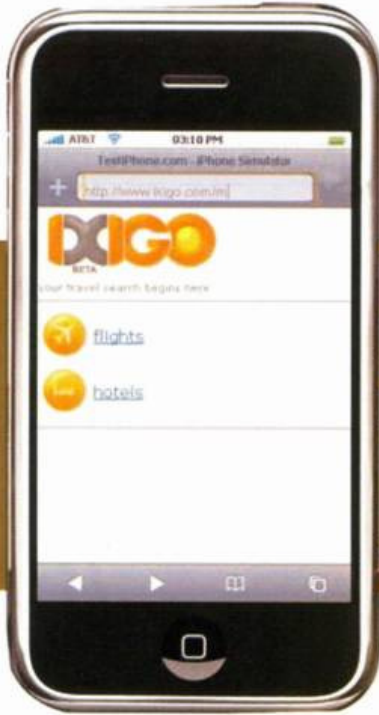 AT&T 03:10 PM
TestiPhone.com - iPhone Simulator
http://www.ixigo.com/m
IXIGO
BETA
your travel search begins here
flights
hotels